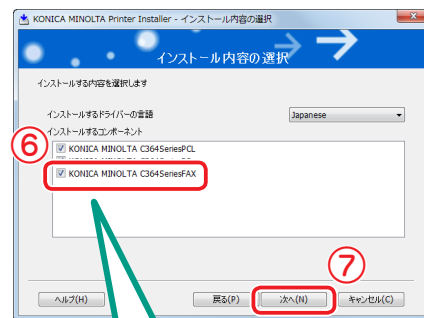 KONICA MINOLTA Printer Installer - インストール内容の選択
インストール内容の選択
インストールする内容を選択します
インストールするドライバーの言語
Japanese
インストールするコンポーネント
⑥
KONICA MINOLTA C364SeriesPCL
KONICA MINOLTA C364SeriesFAX
⑦
ヘルプ(H)
戻る(P)
次へ(N)
キャンセル(C)